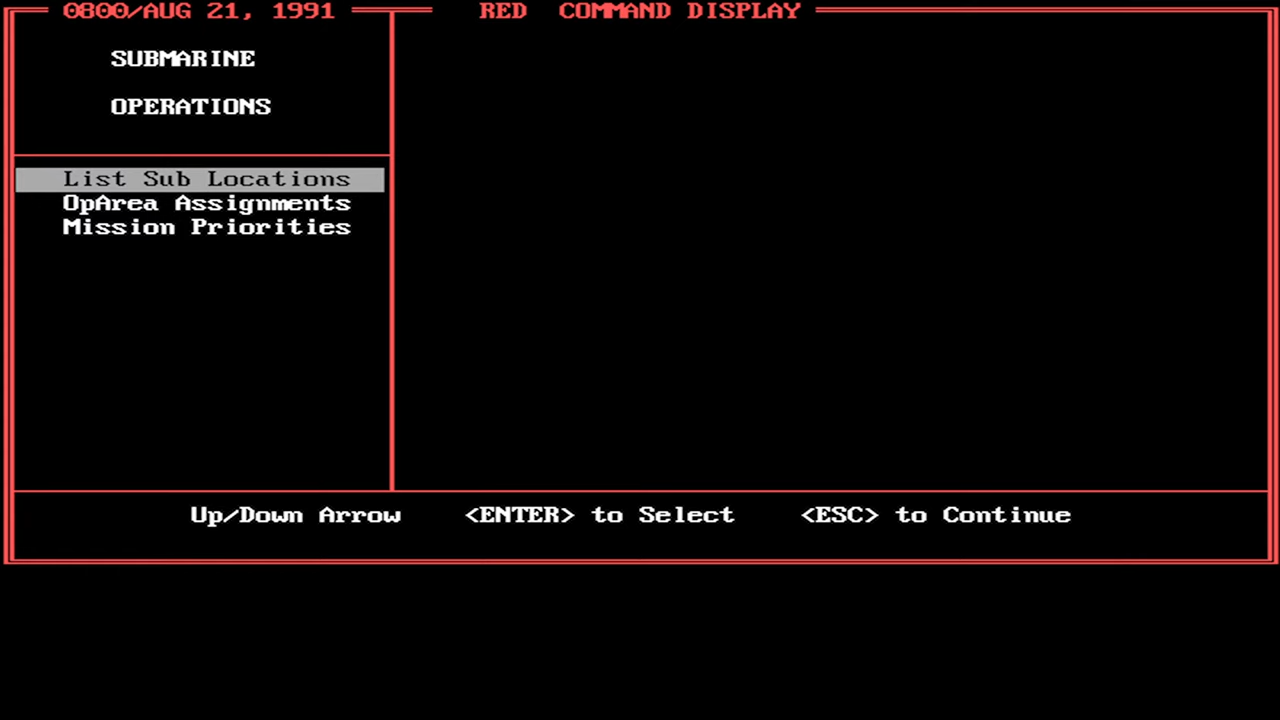 0800/AUG 21, 1991
RED  COMMAND DISPLAY
SUBMARINE
OPERATIONS
List Sub Locations
OpArea Assignments
Mission Priorities
Up/Down Arrow    <ENTER> to Select    <ESC> to Continue